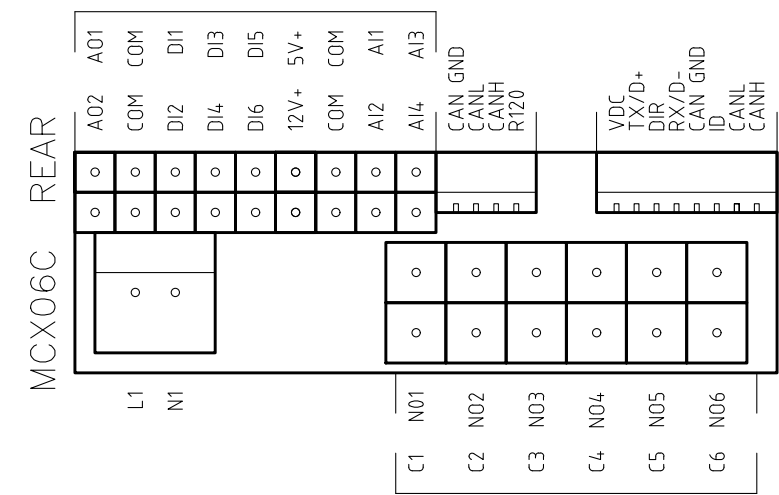 AO1 COM DI1 DI3 DI5 5V+ COM AI1 AI3
AO2 COM DI2 DI4 DI6 12V+ COM AI2 AI4
CAN GND
CANL
CANH
R120
VDC
TX/D+
DIR
RX/D-
CAN GND
ID
CANL
CANH
MCX06C REAR
L1 N1
NO1 NO2 NO3 NO4 NO5 NO6
C1 C2 C3 C4 C5 C6